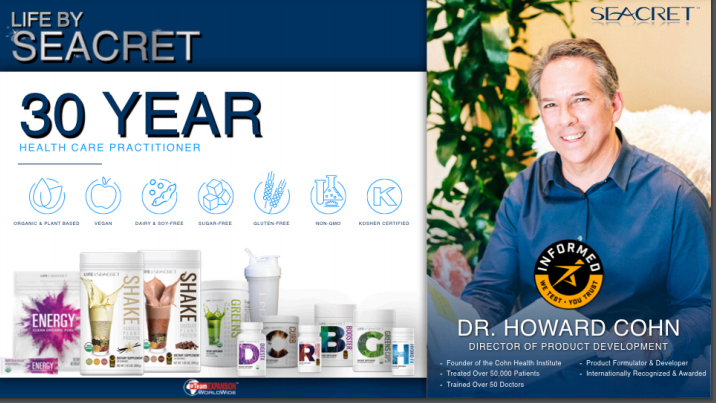 LIFE BY
SEACRET
30 YEAR
HEALTH CARE PRACTITIONER
ORGANIC & PLANT BASED
VEGAN
DAIRY & SOY-FREE
SUGAR-FREE
GLUTEN-FREE
NON-GMO
KOSHER CERTIFIED
K
ENERGY
ENERGY
SHAKE
SHAKE
GREENS
D
C
R
B
G
H
TeamEXPANSION
WORLDWIDE
SEACRET
INFORMED
WE TEST • YOU TRUST
DR. HOWARD COHN
DIRECTOR OF PRODUCT DEVELOPMENT
- Founder of the Cohn Health Institute
- Treated Over 50,000 Patients
- Trained Over 50 Doctors
- Product Formulator & Developer
- Internationally Recognized & Awarded